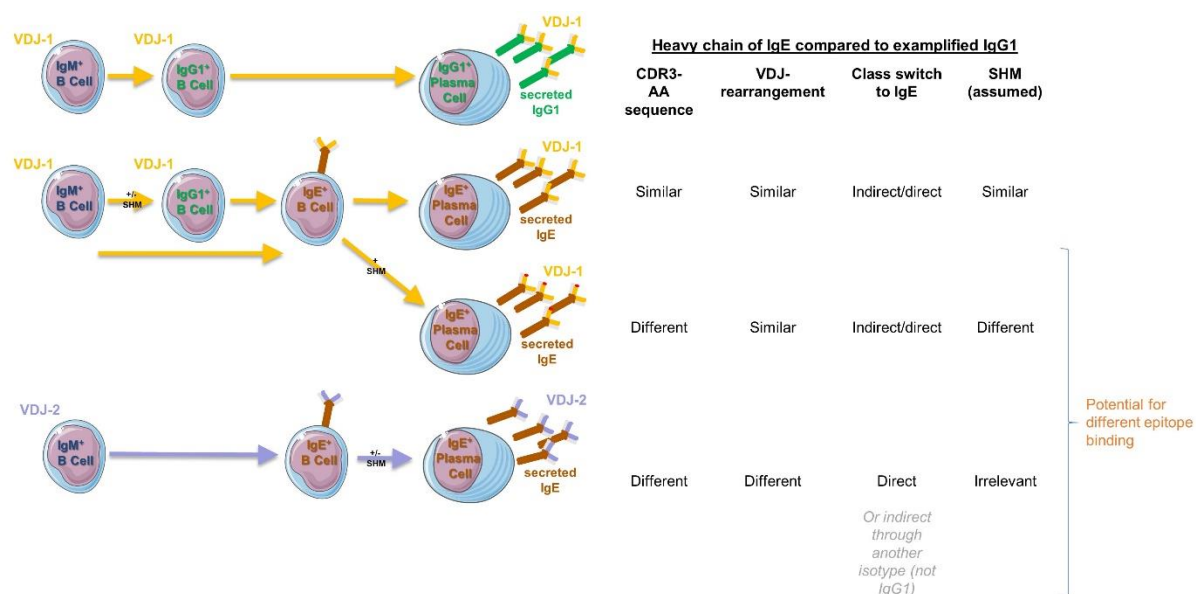 VDJ-1
IgM+
B Cell
VDJ-1
IgG1+
B Cell
IgG1+
Plasma
Cell
VDJ-1
secreted
IgG1
VDJ-1
IgM+
B Cell
+/-
SHM
VDJ-1
IgG1+
B Cell
IgE+
B Cell
IgE+
Plasma
Cell
VDJ-1
secreted
IgE
+
SHM
IgE+
Plasma
Cell
VDJ-1
secreted
IgE
VDJ-2
IgM+
B Cell
IgE+
B Cell
+/-
SHM
IgE+
Plasma
Cell
VDJ-2
secreted
IgE
Heavy chain of IgE compared to examplified IgG1
CDR3-
AA
sequence
VDJ-
rearrangement
Class switch
to IgE
SHM
(assumed)
Similar Similar Indirect/direct Similar
Different Similar Indirect/direct Different
Different Different Direct Irrelevant
Or indirect
through
another
isotype (not
IgG1)
Potential for
different epitope
binding